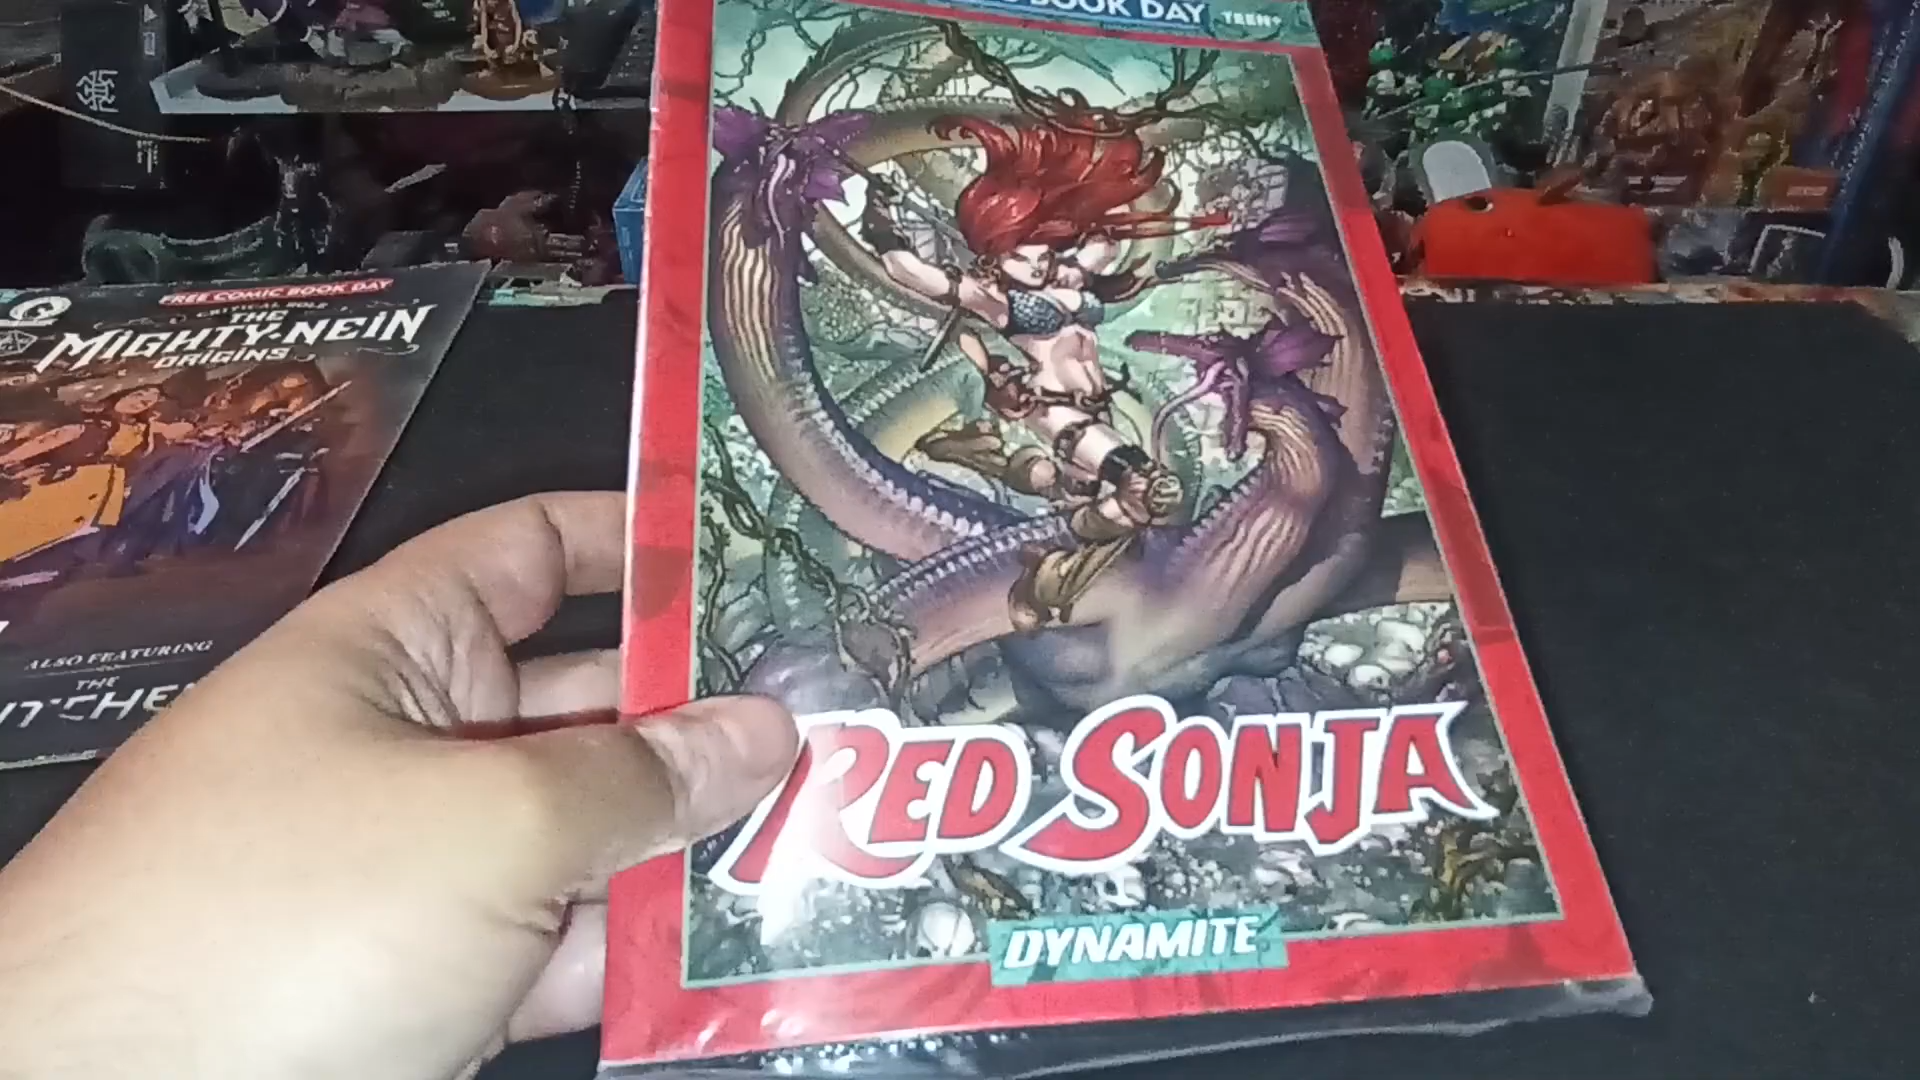 BOOK DAY
TEEN+
RED SONJA
DYNAMITE
FREE COMIC BOOK DAY
CRITICAL ROLE
THE
MIGHTY NEIN
ORIGINS
ALSO FEATURING
THE